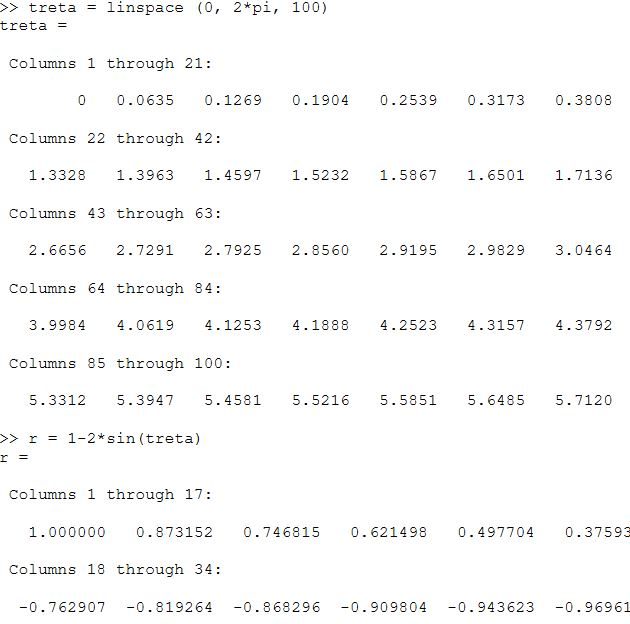 >> treta = linspace (0, 2*pi, 100)
treta =
Columns 1 through 21:
0 0.0635 0.1269 0.1904 0.2539 0.3173 0.3808
Columns 22 through 42:
1.3328 1.3963 1.4597 1.5232 1.5867 1.6501 1.7136
Columns 43 through 63:
2.6656 2.7291 2.7925 2.8560 2.9195 2.9829 3.0464
Columns 64 through 84:
3.9984 4.0619 4.1253 4.1888 4.2523 4.3157 4.3792
Columns 85 through 100:
5.3312 5.3947 5.4581 5.5216 5.5851 5.6485 5.7120
>> r = 1-2*sin(treta)
r =
Columns 1 through 17:
1.000000 0.873152 0.746815 0.621498 0.497704 0.37593
Columns 18 through 34:
-0.762907 -0.819264 -0.868296 -0.909804 -0.943623 -0.96961